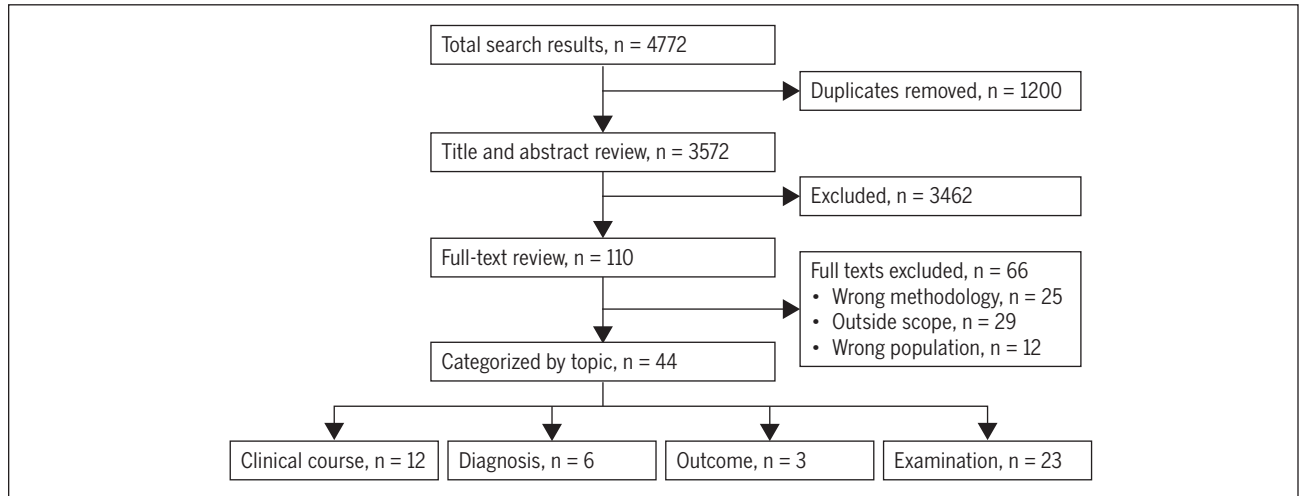 Total search results, n = 4772
Duplicates removed, n = 1200
Title and abstract review, n = 3572
Excluded, n = 3462
Full-text review, n = 110
Full texts excluded, n = 66
• Wrong methodology, n = 25
• Outside scope, n = 29
• Wrong population, n = 12
Categorized by topic, n = 44
Clinical course, n = 12
Diagnosis, n = 6
Outcome, n = 3
Examination, n = 23